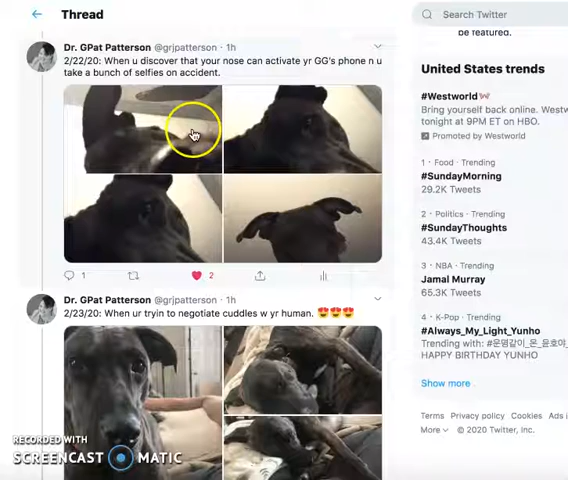 Thread
Search Twitter
be featured.
Dr. GPat Patterson @grjpatterson · 1h
2/22/20: When u discover that your nose can activate yr GG's phone n u
take a bunch of selfies on accident.
1
2
Dr. GPat Patterson @grjpatterson · 1h
2/23/20: When ur tryin to negotiate cuddles w yr human. 😍😍😍
United States trends
#Westworld
Bring yourself back online. Westw
tonight at 9PM ET on HBO.
Promoted by Westworld
1 · Food · Trending
#SundayMorning
29.2K Tweets
2 · Politics · Trending
#SundayThoughts
43.4K Tweets
3 · NBA · Trending
Jamal Murray
65.3K Tweets
4 · K-Pop · Trending
#Always_My_Light_Yunho
Trending with: #운명같이_온_윤호야
HAPPY BIRTHDAY YUNHO
Show more
Terms Privacy policy Cookies Ads i
More © 2020 Twitter, Inc.
RECORDED WITH
SCREENCAST MATIC